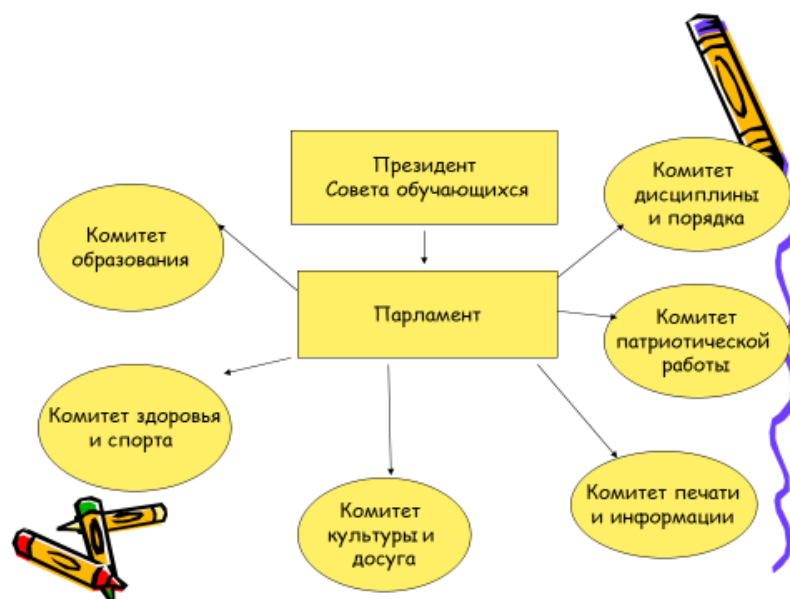 Президент
Совета обучающихся
Комитет
дисциплины
и порядка
Комитет
образования
Парламент
Комитет
патриотической
работы
Комитет здоровья
и спорта
Комитет
культуры и
досуга
Комитет печати
и информации